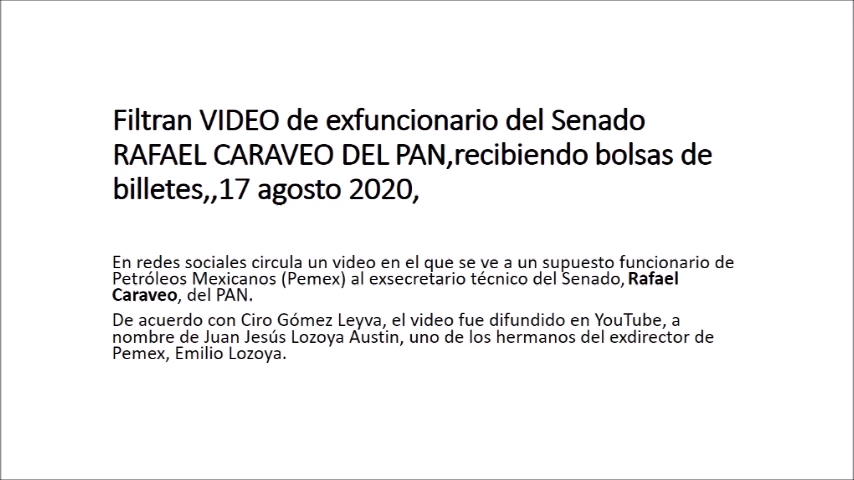 Filtran VIDEO de exfuncionario del Senado
RAFAEL CARAVEO DEL PAN,recibiendo bolsas de
billetes,,17 agosto 2020,
En redes sociales circula un video en el que se ve a un supuesto funcionario de
Petróleos Mexicanos (Pemex) al exsecretario técnico del Senado, Rafael
Caraveo, del PAN.
De acuerdo con Ciro Gómez Leyva, el video fue difundido en YouTube, a
nombre de Juan Jesús Lozoya Austin, uno de los hermanos del exdirector de
Pemex, Emilio Lozoya.